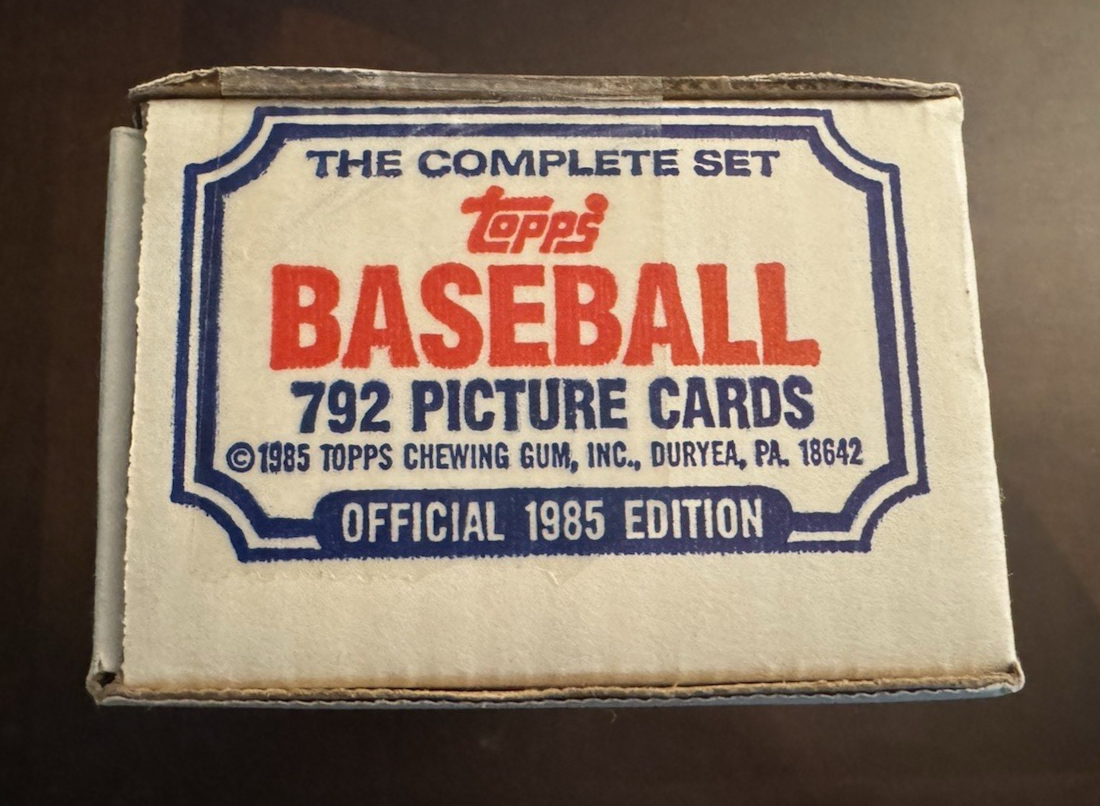 THE COMPLETE SET
topps
BASEBALL
792 PICTURE CARDS
©1985 TOPPS CHEWING GUM, INC., DURYEA, PA. 18642
OFFICIAL 1985 EDITION